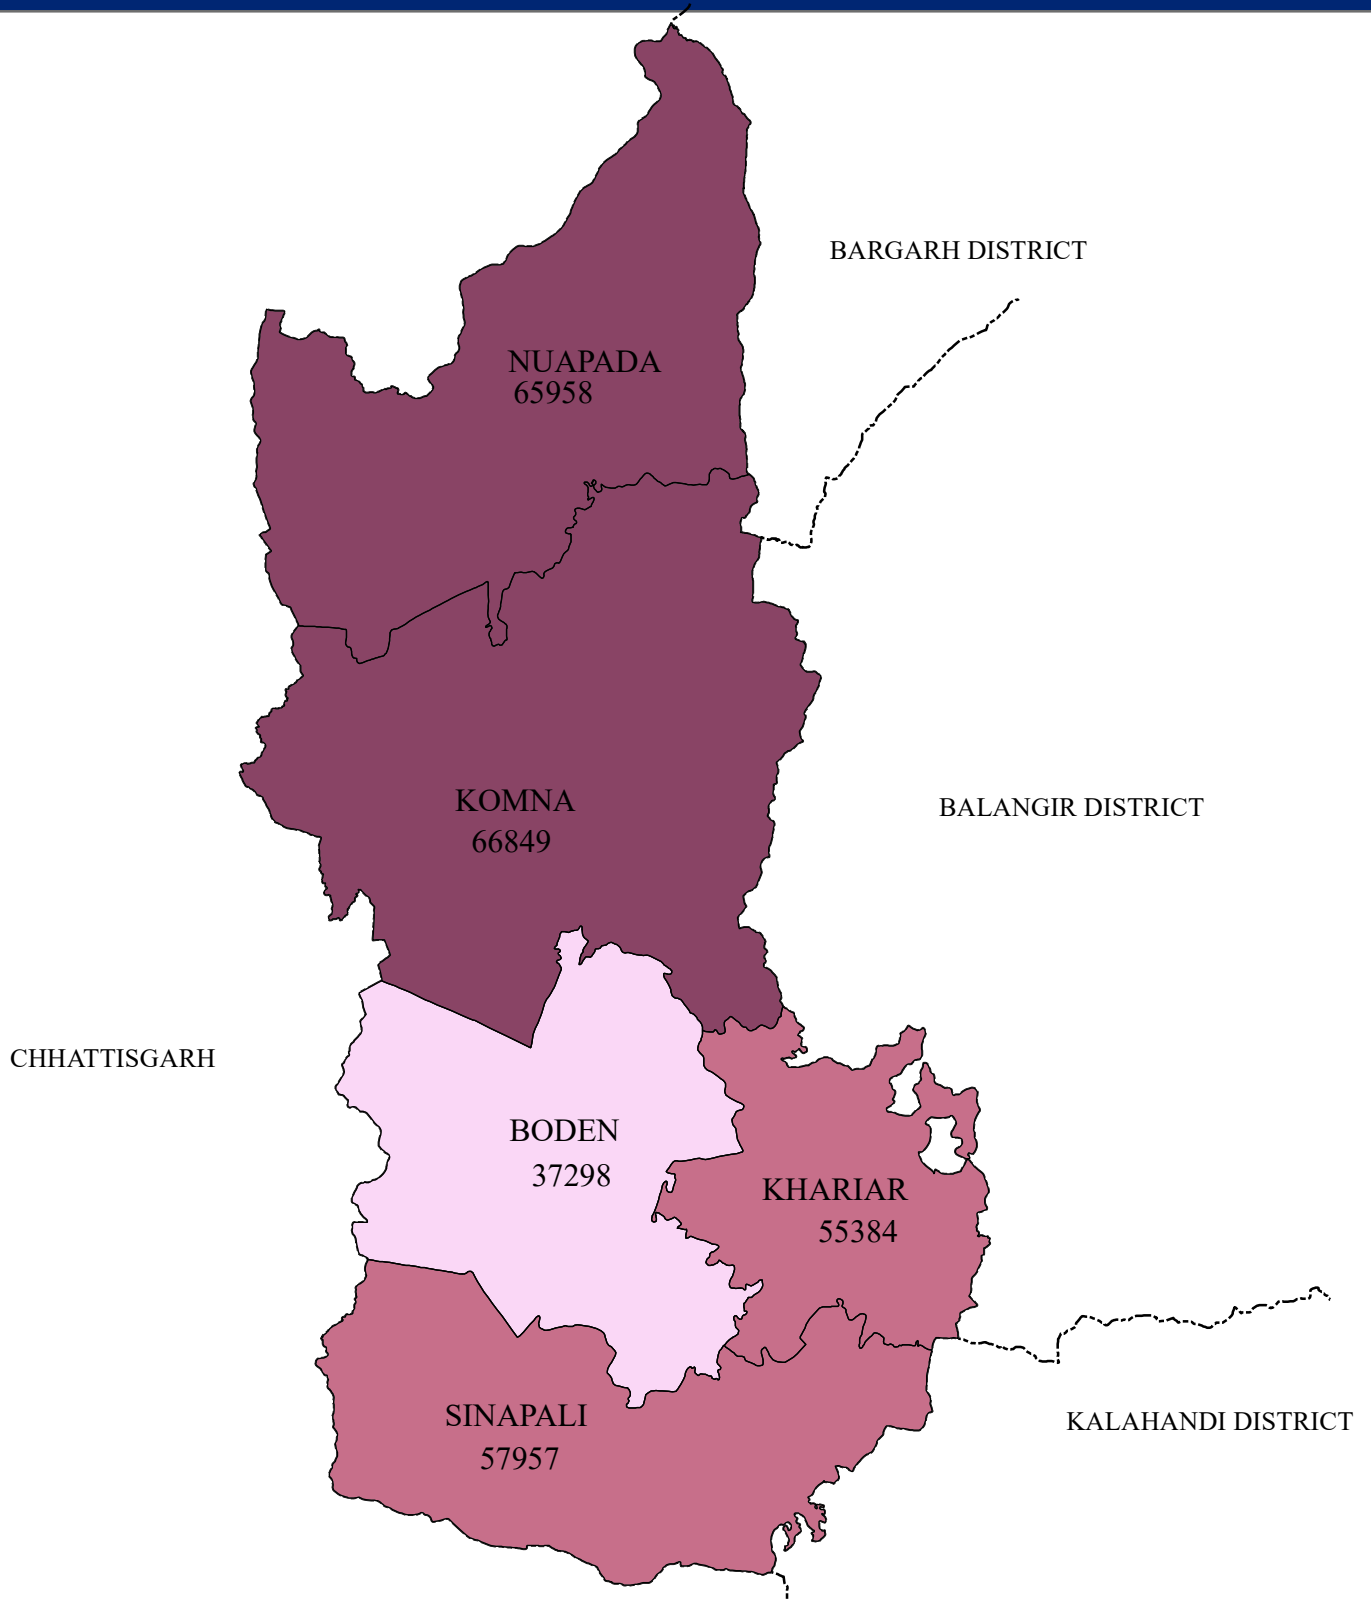 BARGARH DISTRICT
NUAPADA
65958
KOMNA
66849
BALANGIR DISTRICT
CHHATTISGARH
BODEN
37298
KHARIAR
55384
SINAPALI
57957
KALAHANDI DISTRICT